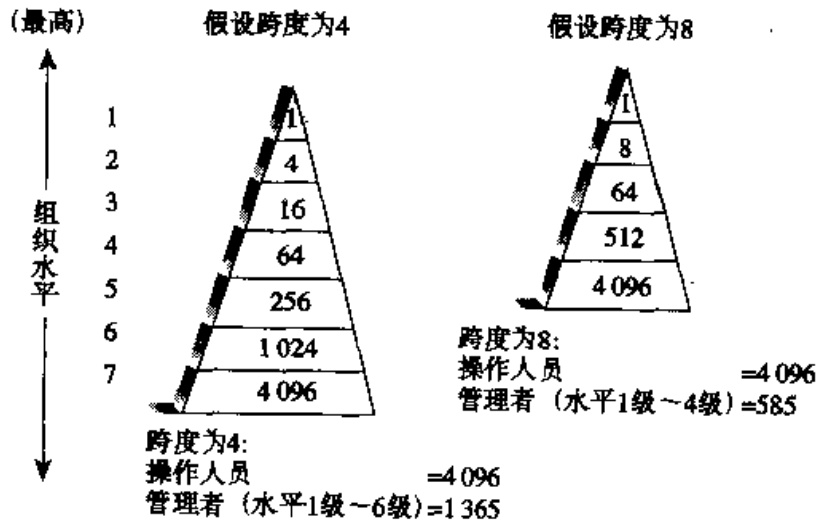 (最高)
假设跨度为4
假设跨度为8
组织水平
1
2
3
4
5
6
7
1
4
16
64
256
1 024
4 096
1
8
64
512
4 096
跨度为8:
操作人员 =4 096
管理者（水平1级～4级）=585
跨度为4:
操作人员 =4 096
管理者（水平1级～6级）=1 365